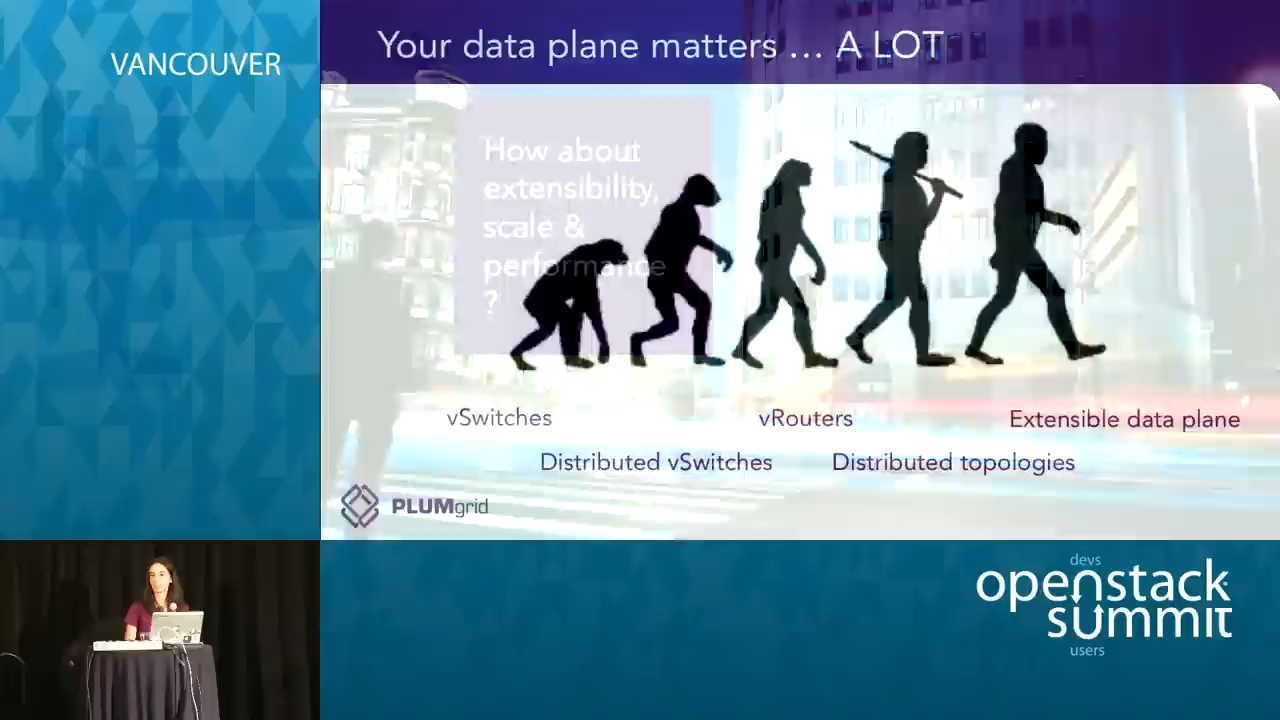 VANCOUVER
Your data plane matters ... A LOT
How about
extensibility,
scale &
performance
?
vSwitches
vRouters
Extensible data plane
Distributed vSwitches
Distributed topologies
PLUMgrid
devs
openstack
summit
users